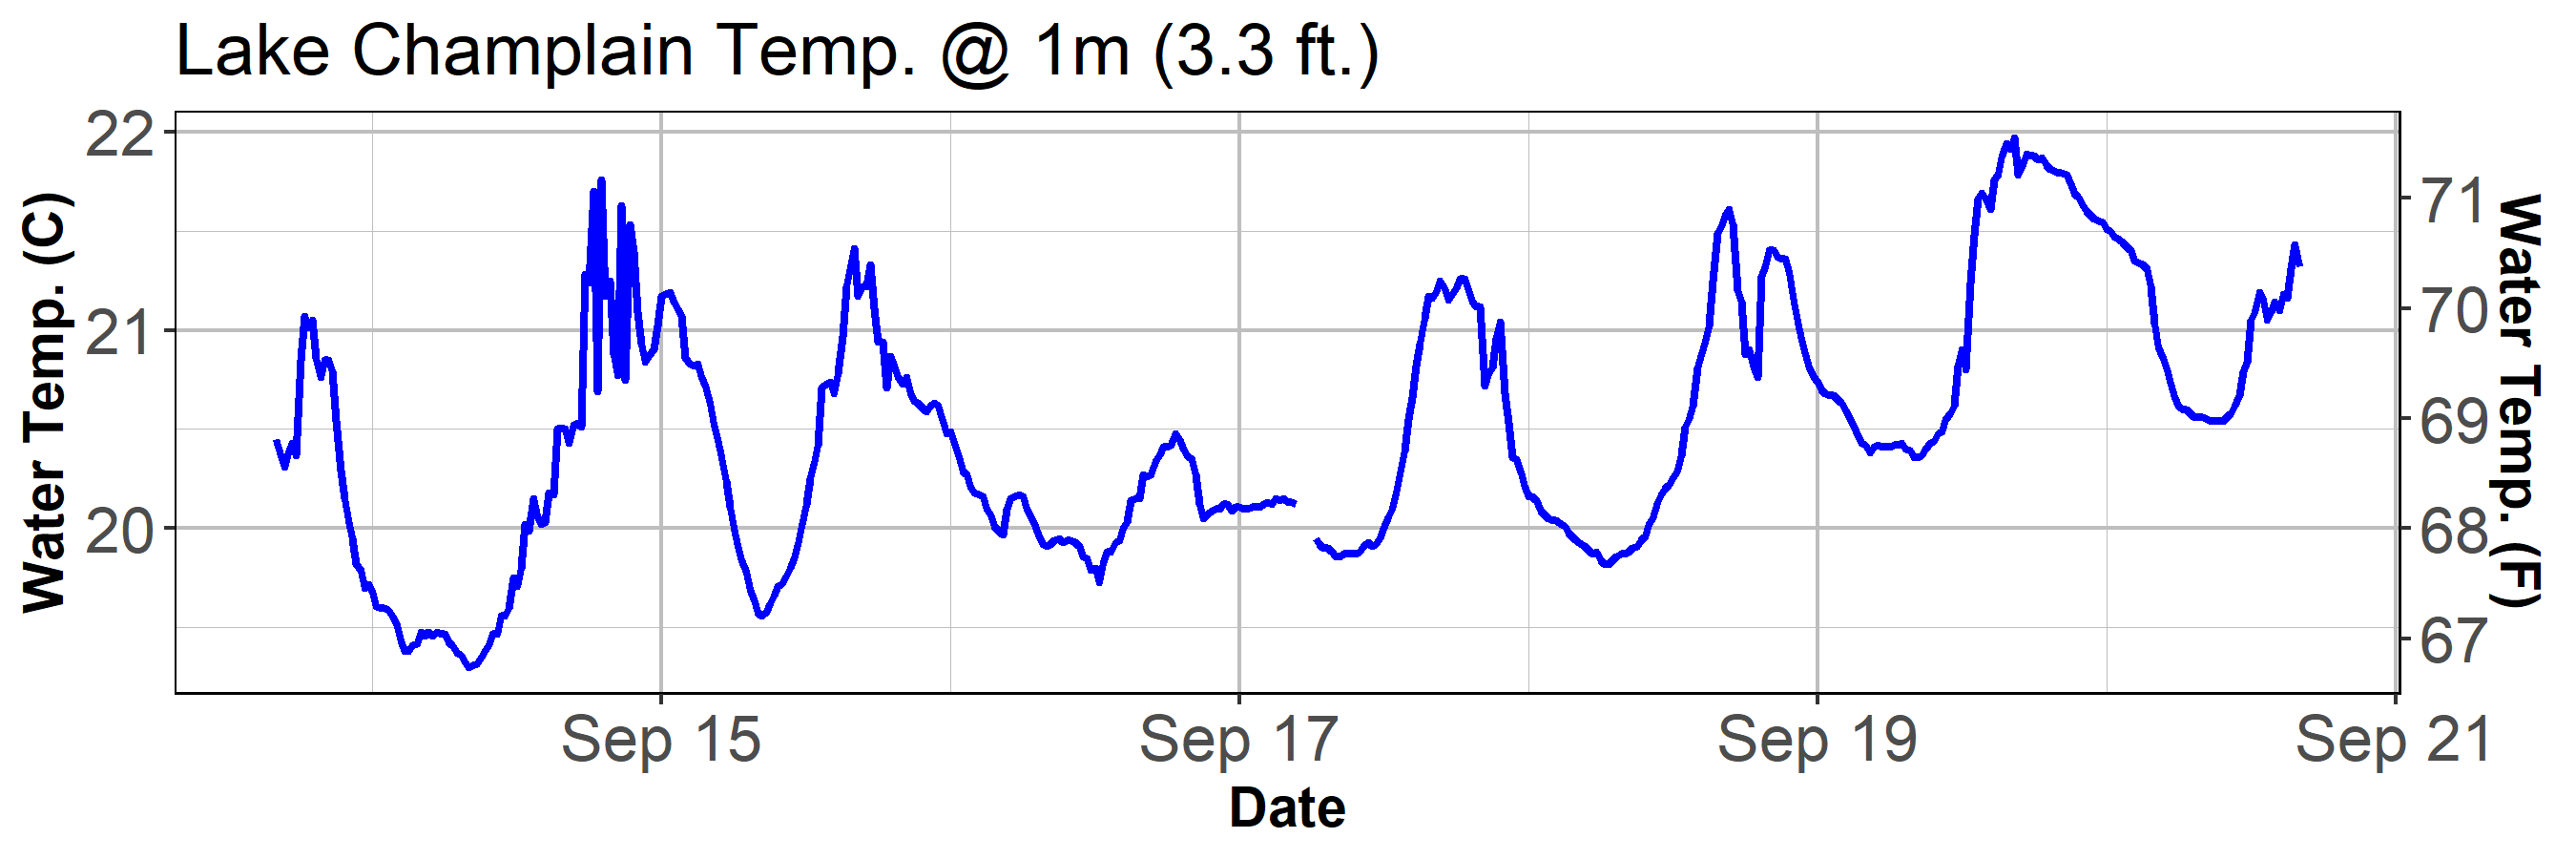 Lake Champlain Temp. @ 1m (3.3 ft.)
Water Temp. (C)
22
21
20
71
70
69
68
67
Water Temp. (F)
Sep 15
Sep 17
Sep 19
Sep 21
Date